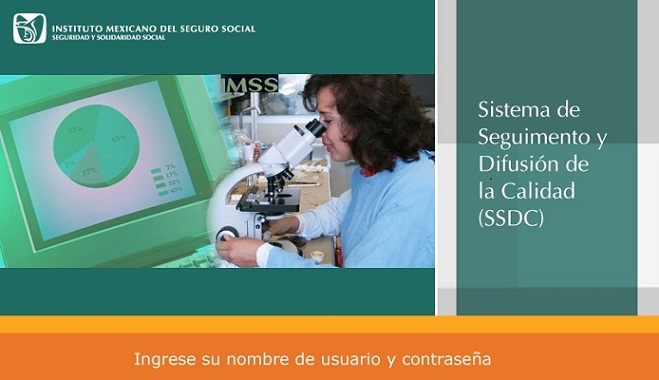 INSTITUTO MEXICANO DEL SEGURO SOCIAL
SEGURIDAD Y SOLIDARIDAD SOCIAL
IMSS
Sistema de
Seguimento y
Difusión de
la Calidad
(SSDC)
33%
43%
7%
17%
7%
17%
33%
43%
Ingrese su nombre de usuario y contraseña